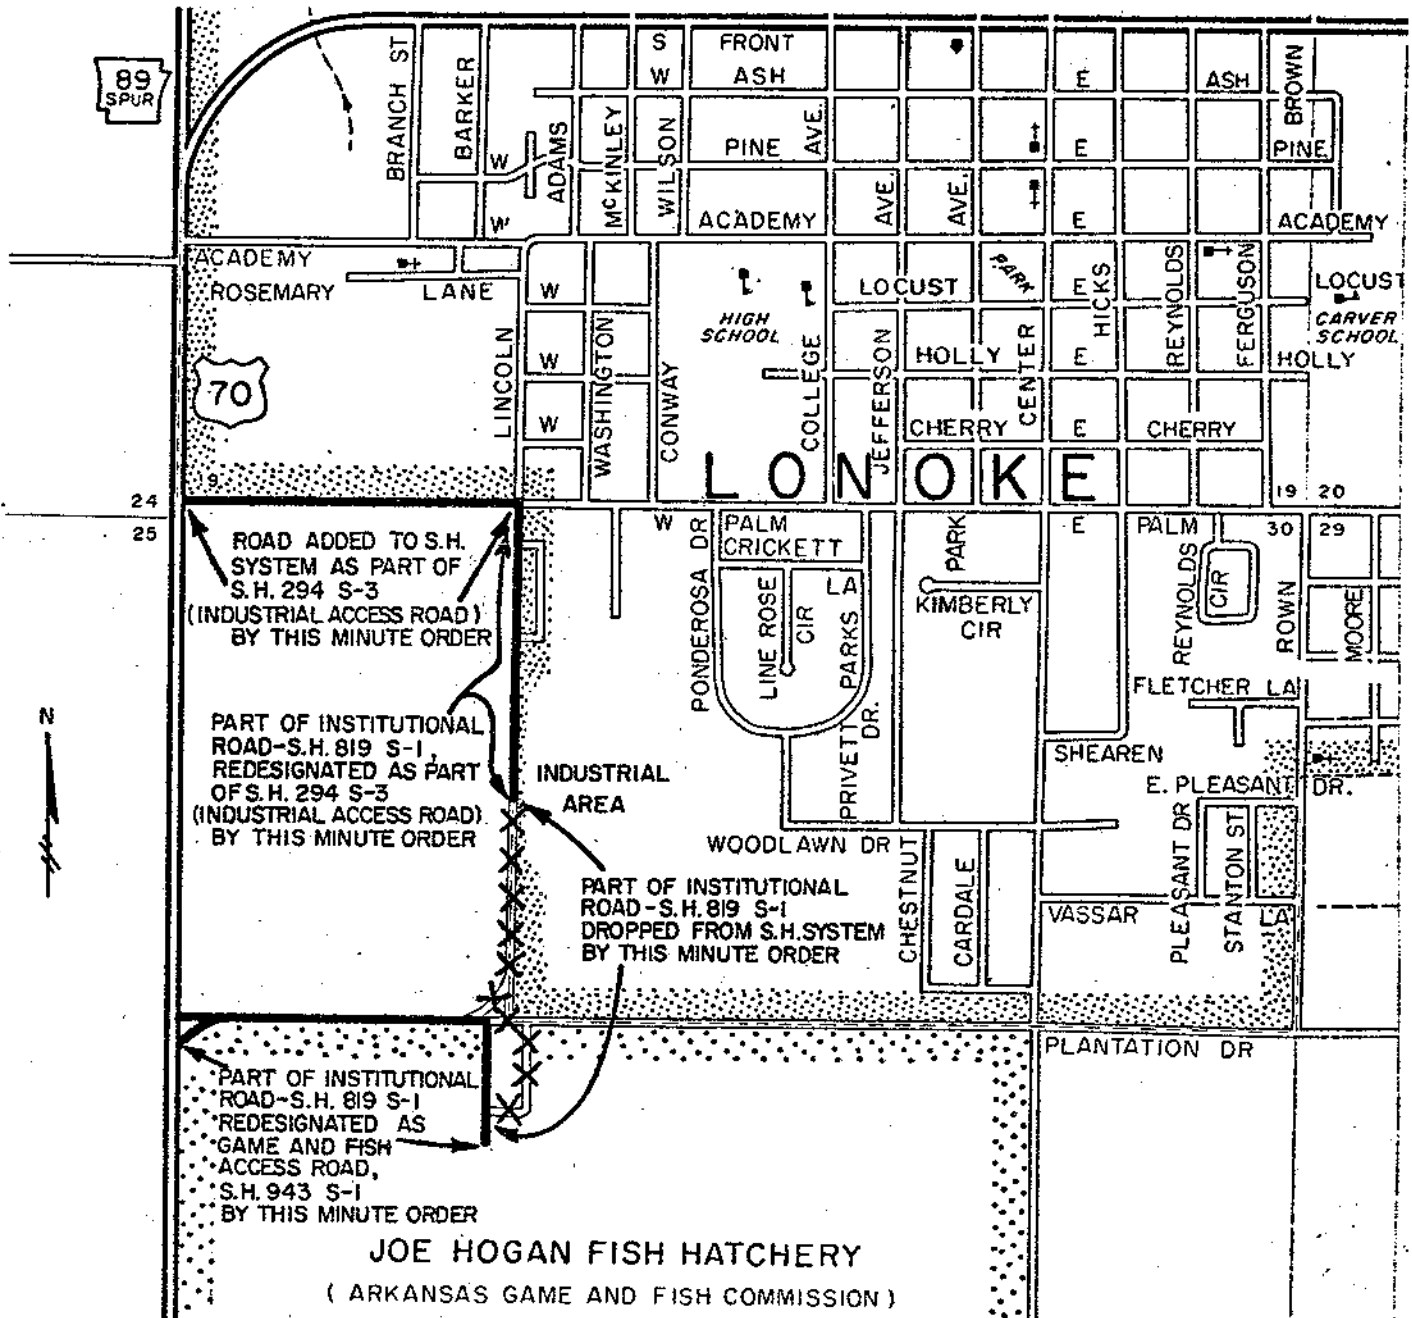 89
SPUR
BRANCH ST
BARKER
S
W
FRONT
ASH
E
ASH
BROWN
ADAMS
McKINLEY
WILSON
W
PINE
AVE.
E
PINE
W
ACADEMY
AVE.
AVE.
E
ACADEMY
ACADEMY
ROSEMARY
LANE
W
HIGH
SCHOOL
LOCUST
PARK
E
HICKS
REYNOLDS
FERGUSON
LOCUST
CARVER
SCHOOL
70
LINCOLN
W
WASHINGTON
CONWAY
COLLEGE
JEFFERSON
HOLLY
CENTER
E
HOLLY
W
CHERRY
E
CHERRY
LONOKE
24
19
19 20
25
30 29
W
PONDEROSA DR
PALM
CRICKETT
LA
PARK
E
PALM
ROAD ADDED TO S.H.
SYSTEM AS PART OF
S.H. 294 S-3
(INDUSTRIAL ACCESS ROAD)
BY THIS MINUTE ORDER
LINE ROSE
CIR
PARKS
KIMBERLY
CIR
REYNOLDS
CIR
ROWN
MOORE
FLETCHER LA
N
PART OF INSTITUTIONAL
ROAD-S.H. 819 S-1,
REDESIGNATED AS PART
OF S.H. 294 S-3
(INDUSTRIAL ACCESS ROAD)
BY THIS MINUTE ORDER
INDUSTRIAL
AREA
PRIVETT
DR.
SHEAREN
E. PLEASANT DR.
WOODLAWN DR
CHESTNUT
CARDALE
PLEASANT DR
STANTON ST
VASSAR
LA
PART OF INSTITUTIONAL
ROAD-S.H. 819 S-1
DROPPED FROM S.H. SYSTEM
BY THIS MINUTE ORDER
PLANTATION DR
PART OF INSTITUTIONAL
ROAD-S.H. 819 S-1
REDESIGNATED AS
GAME AND FISH
ACCESS ROAD,
S.H. 943 S-1
BY THIS MINUTE ORDER
JOE HOGAN FISH HATCHERY
( ARKANSAS GAME AND FISH COMMISSION )